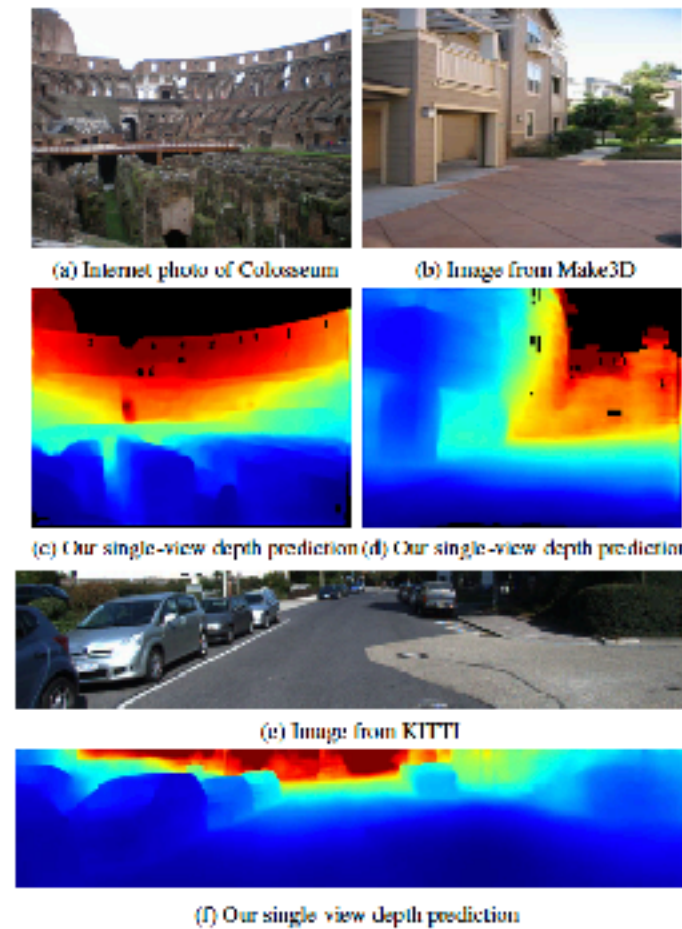 (a) Internet photo of Colosseum
(b) Image from Make3D
(c) Our single-view depth prediction
(d) Our single-view depth prediction
(e) Image from KITTI
(f) Our single view depth prediction